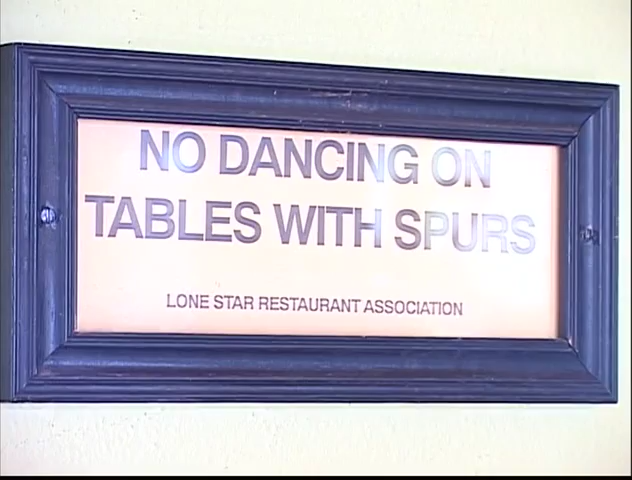 NO DANCING ON
TABLES WITH SPURS
LONE STAR RESTAURANT ASSOCIATION